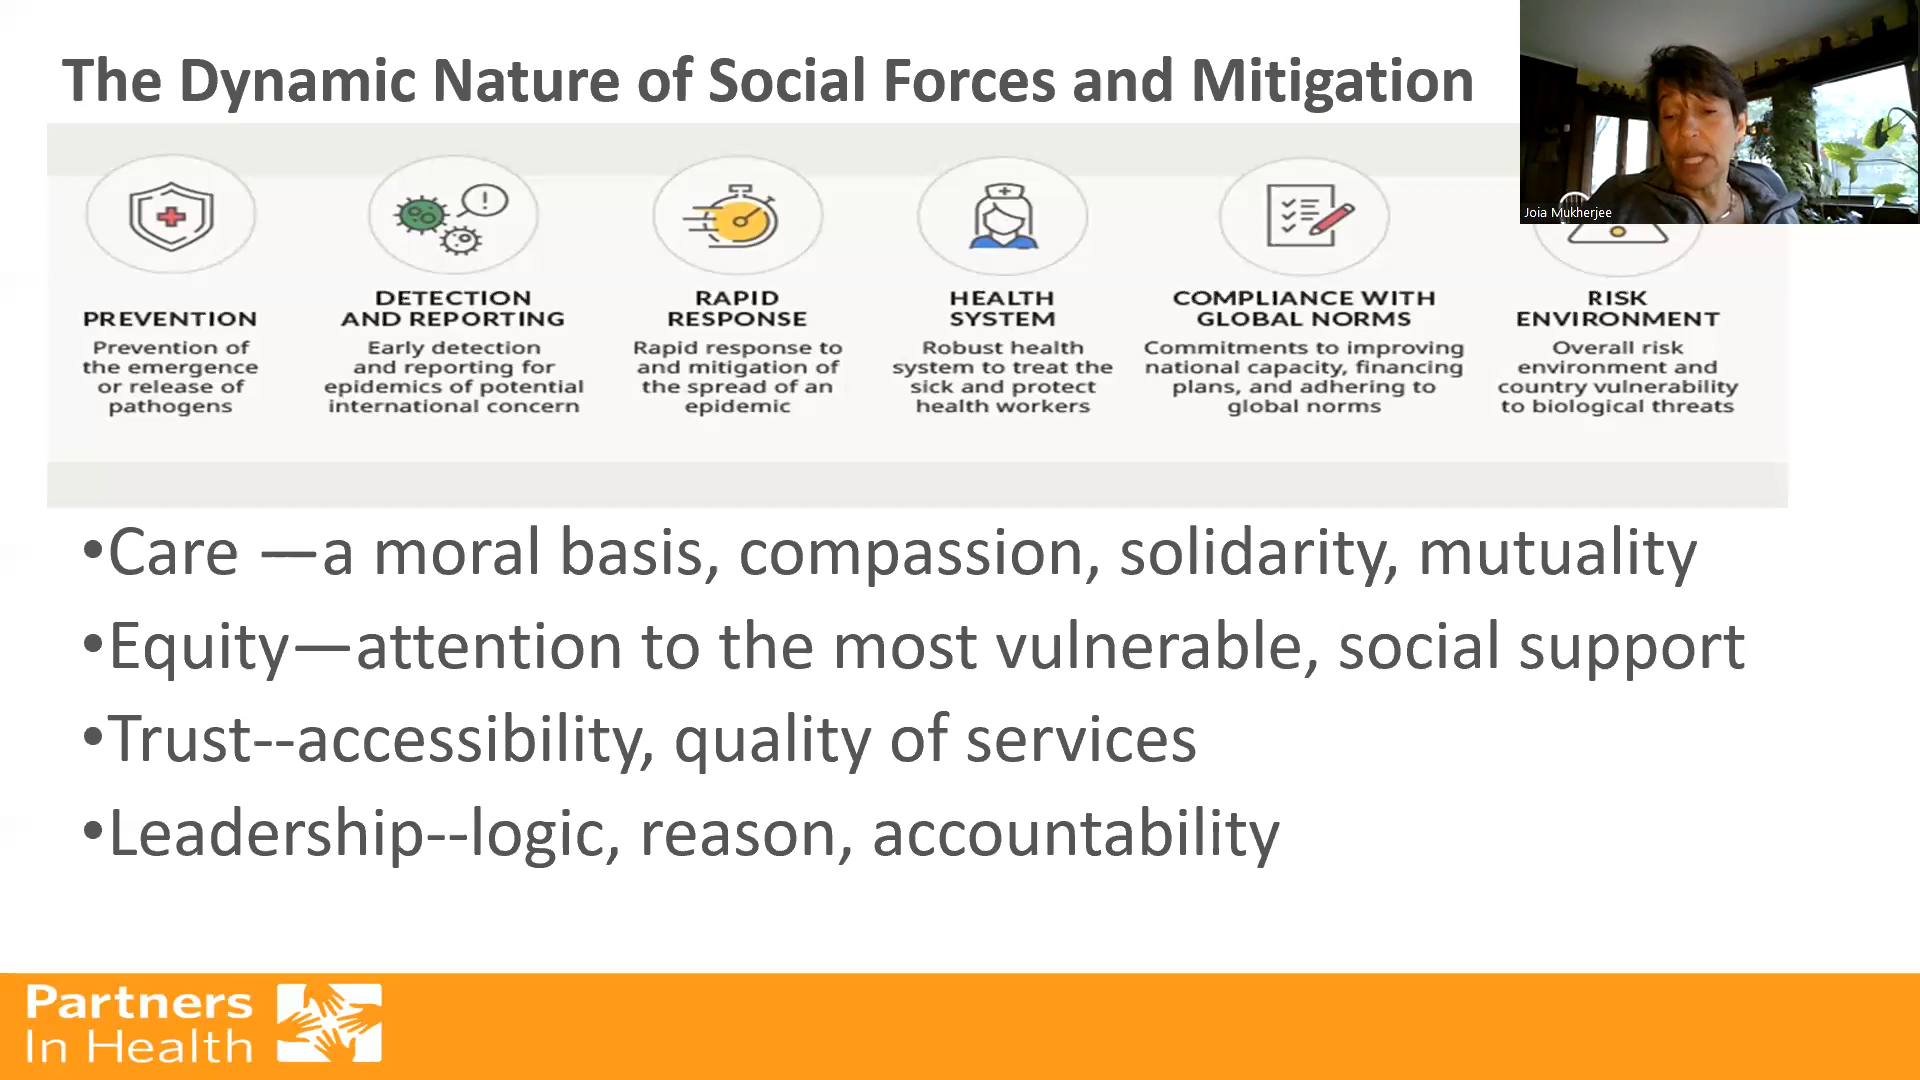 The Dynamic Nature of Social Forces and Mitigation
Joia Mukherjee
PREVENTION
Prevention of
the emergence
or release of
pathogens
DETECTION
AND REPORTING
Early detection
and reporting for
epidemics of potential
international concern
RAPID
RESPONSE
Rapid response to
and mitigation of
the spread of an
epidemic
HEALTH
SYSTEM
Robust health
system to treat the
sick and protect
health workers
COMPLIANCE WITH
GLOBAL NORMS
Commitments to improving
national capacity, financing
plans, and adhering to
global norms
RISK
ENVIRONMENT
Overall risk
environment and
country vulnerability
to biological threats
•Care —a moral basis, compassion, solidarity, mutuality
•Equity—attention to the most vulnerable, social support
•Trust--accessibility, quality of services
•Leadership--logic, reason, accountability
Partners
In Health